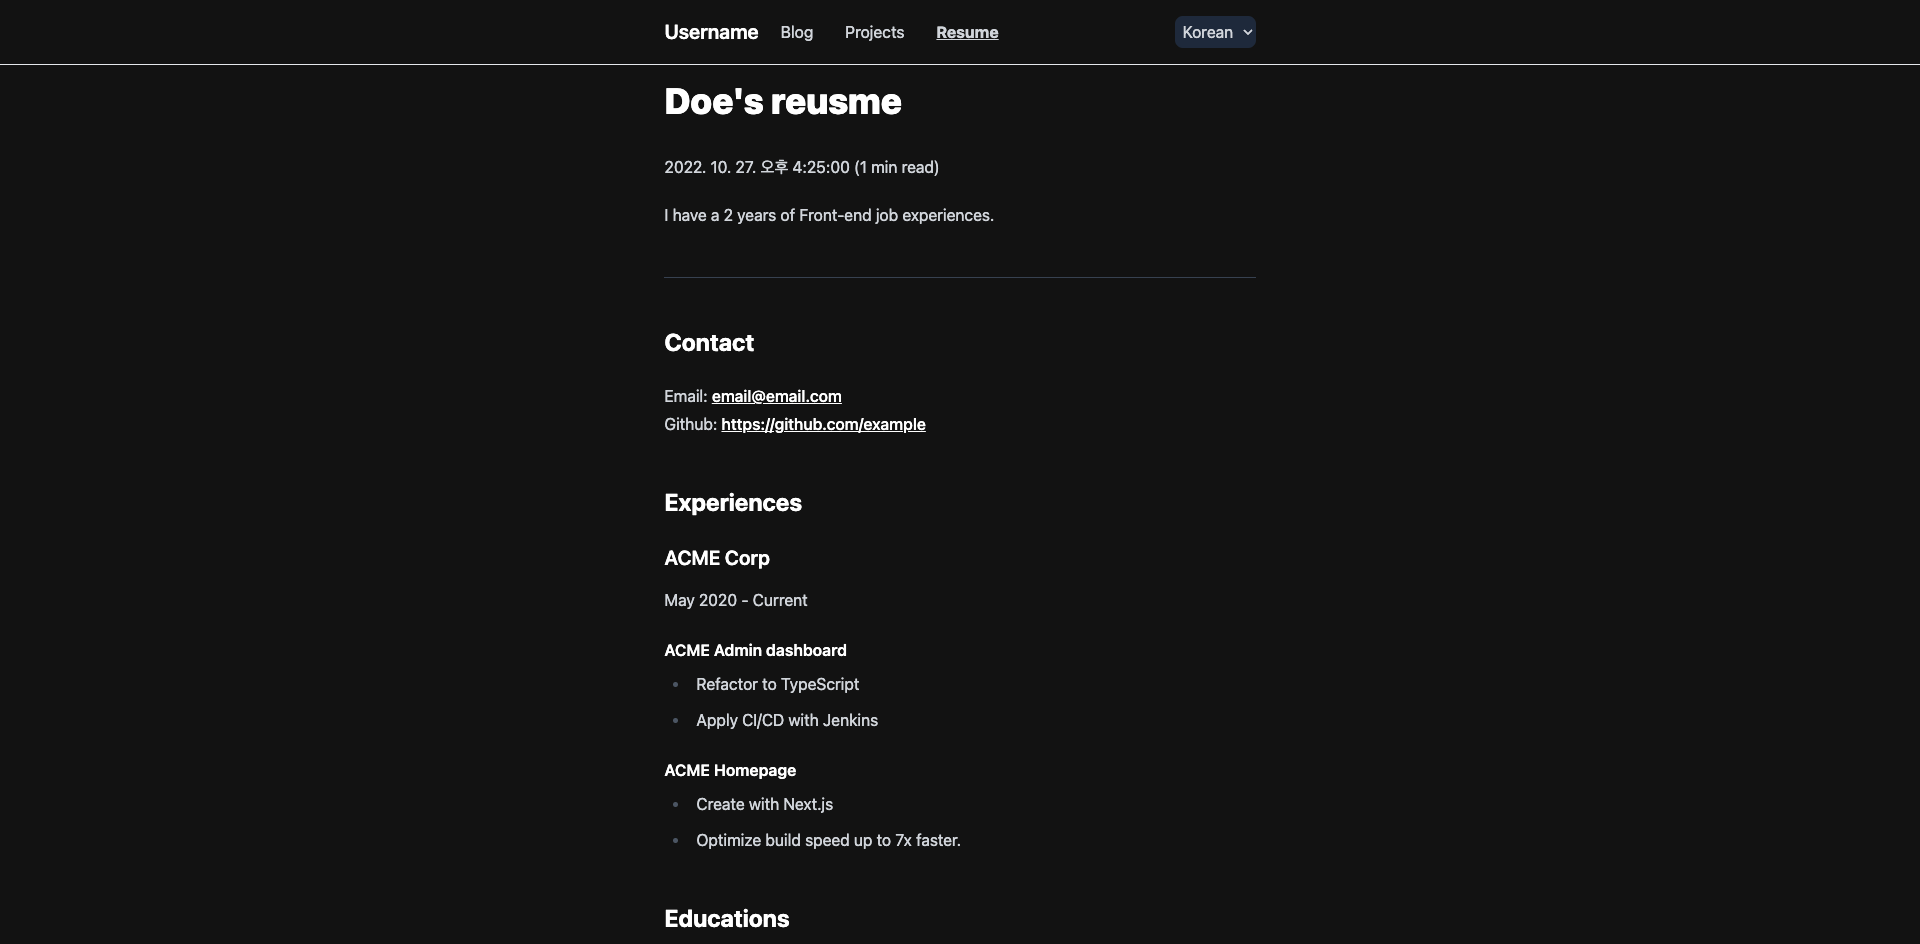 Username Blog Projects Resume Korean
Doe's reusme
2022. 10. 27. 오후 4:25:00 (1 min read)
I have a 2 years of Front-end job experiences.
Contact
Email: email@email.com
Github: https://github.com/example
Experiences
ACME Corp
May 2020 - Current
ACME Admin dashboard
• Refactor to TypeScript
• Apply CI/CD with Jenkins
ACME Homepage
• Create with Next.js
• Optimize build speed up to 7x faster.
Educations